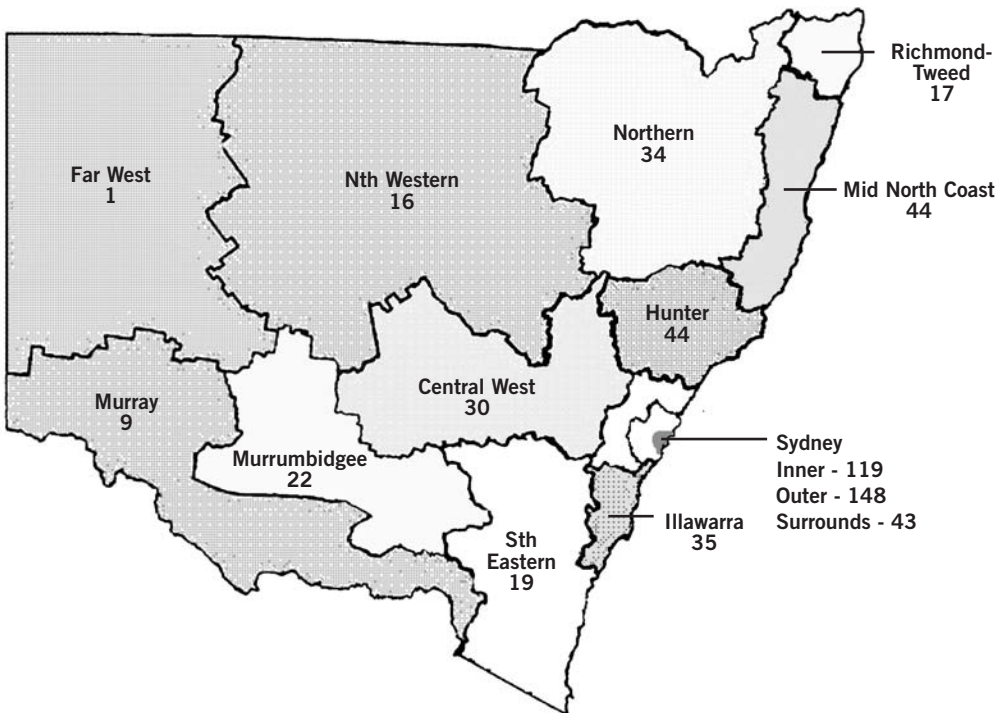 Richmond-
Tweed
17
Northern
34
Far West
1
Nth Western
16
Mid North Coast
44
Hunter
44
Central West
30
Murray
9
Murrumbidgee
22
Sydney
Inner - 119
Outer - 148
Surrounds - 43
Illawarra
35
Sth
Eastern
19